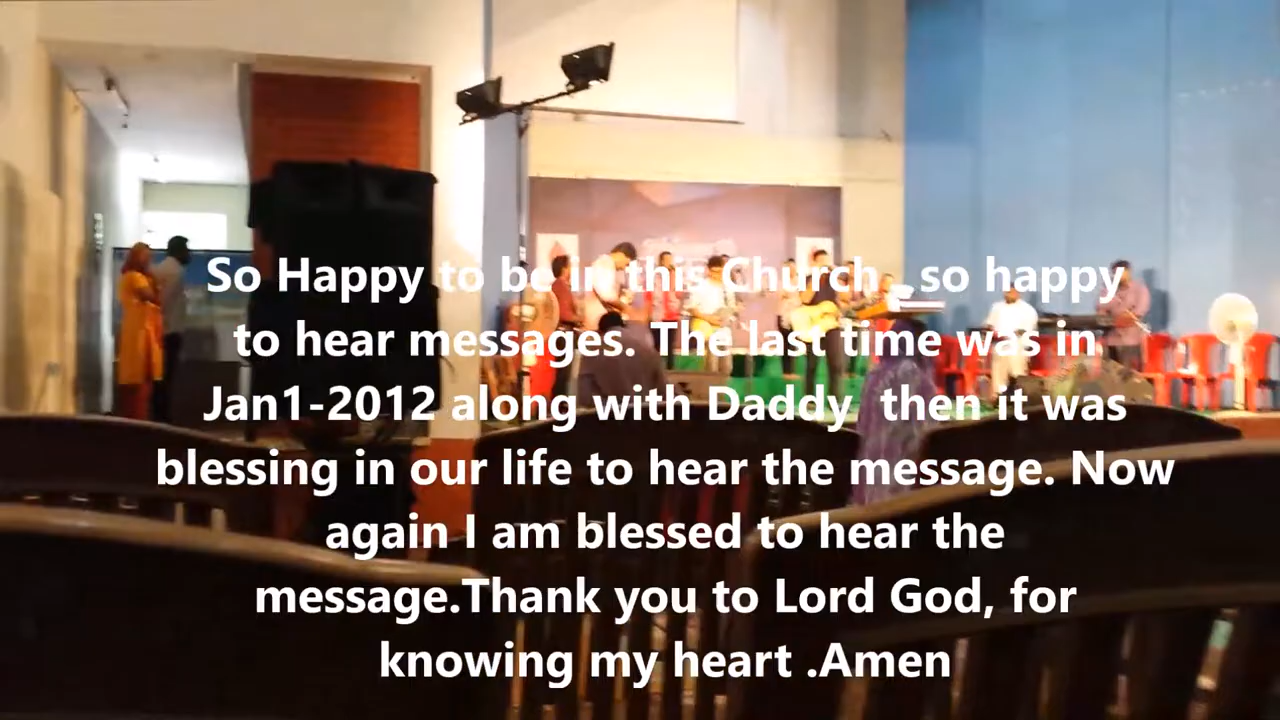 So Happy to be in this Church , so happy
to hear messages. The last time was in
Jan1-2012 along with Daddy, then it was
blessing in our life to hear the message. Now
again I am blessed to hear the
message.Thank you to Lord God, for
knowing my heart .Amen